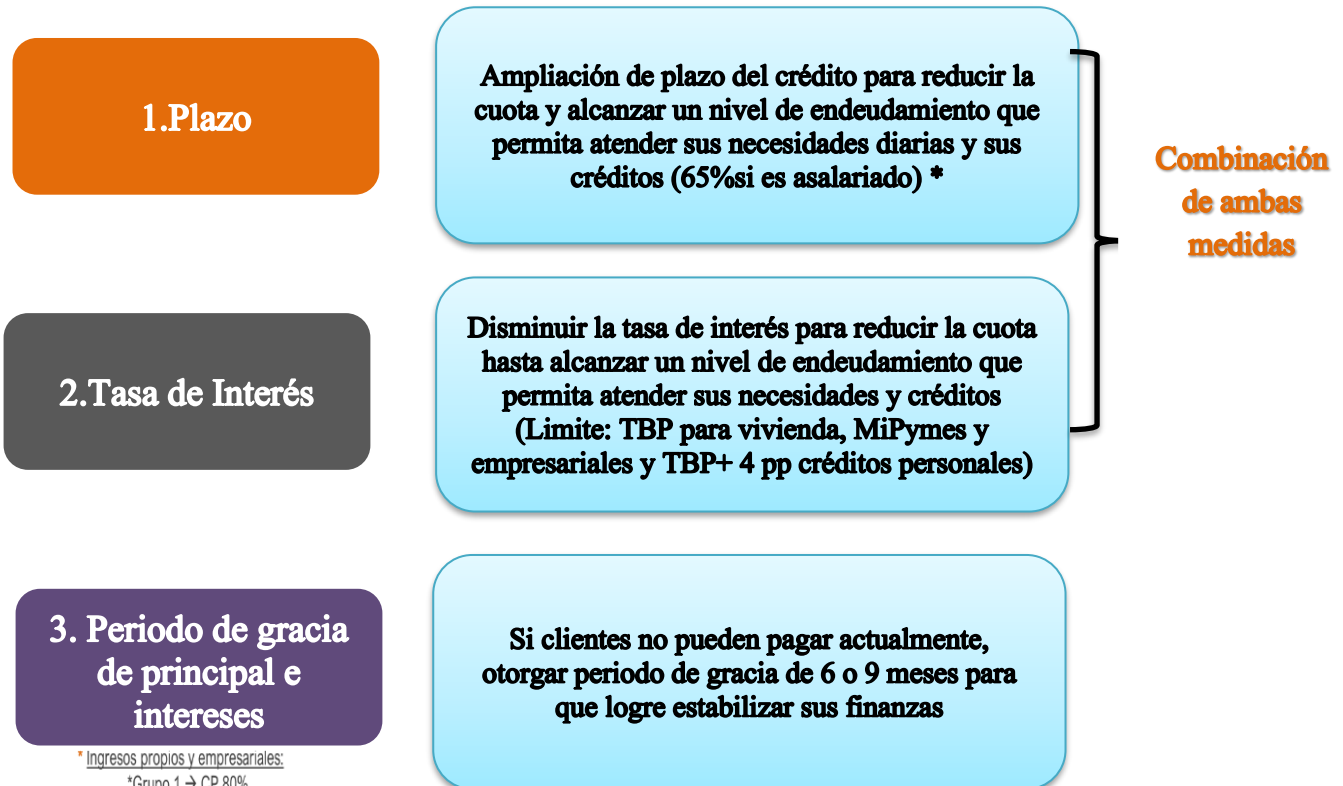 1.Plazo
Ampliación de plazo del crédito para reducir la
cuota y alcanzar un nivel de endeudamiento que
permita atender sus necesidades diarias y sus
créditos (65%si es asalariado) *
Combinación
de ambas
medidas
2.Tasa de Interés
Disminuir la tasa de interés para reducir la cuota
hasta alcanzar un nivel de endeudamiento que
permita atender sus necesidades y créditos
(Limite: TBP para vivienda, MiPymes y
empresariales y TBP+ 4 pp créditos personales)
3. Periodo de gracia
de principal e
intereses
Si clientes no pueden pagar actualmente,
otorgar periodo de gracia de 6 o 9 meses para
que logre estabilizar sus finanzas
* Ingresos propios y empresariales:
*Grupo 1 → CP 80%